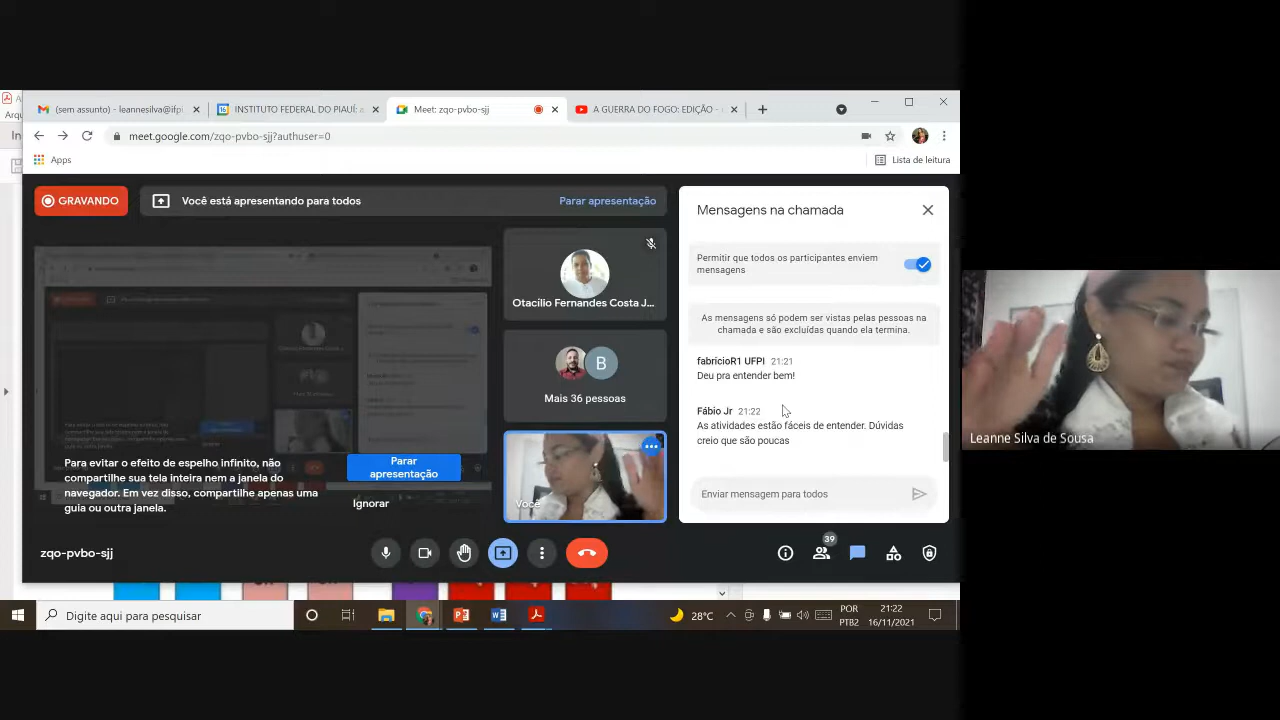 (sem assunto) - leannesilva@ifpi
INSTITUTO FEDERAL DO PIAUÍ:
Meet: zqo-pvbo-sjj
A GUERRA DO FOGO: EDIÇÃO -
Arqu
meet.google.com/zqo-pvbo-sjj?authuser=0
In
Apps
Lista de leitura
GRAVANDO
Você está apresentando para todos
Parar apresentação
Mensagens na chamada
Permitir que todos os participantes enviem
mensagens
Otacílio Fernandes Costa J...
As mensagens só podem ser vistas pelas pessoas na
chamada e são excluídas quando ela termina.
fabricioR1 UFPI 21:21
Deu pra entender bem!
B
Mais 36 pessoas
Fábio Jr 21:22
As atividades estão fáceis de entender. Dúvidas
creio que são poucas
Leanne Silva de Sousa
Para evitar o efeito de espelho infinito, não
compartilhe sua tela inteira nem a janela do
navegador. Em vez disso, compartilhe apenas uma
guia ou outra janela.
Parar
apresentação
Ignorar
Você
Enviar mensagem para todos
zqo-pvbo-sjj
39
Digite aqui para pesquisar
28°C
POR
PTB2
21:22
16/11/2021